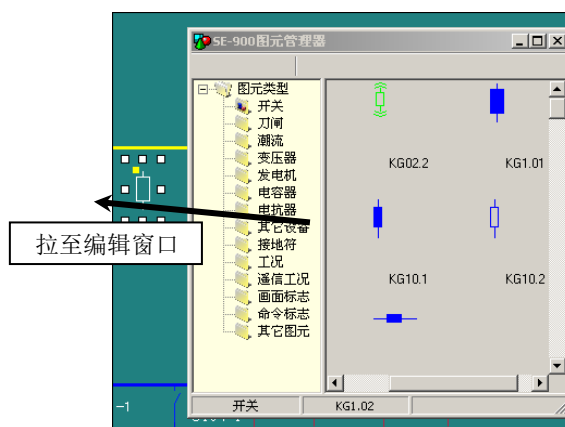 SE-900图元管理器
图元类型
开关
刀闸
潮流
变压器
发电机
电容器
电抗器
其它设备
接地符
工况
遥信工况
画面标志
命令标志
其它图元
KG02.2
KG1.01
KG10.1
KG10.2
拉至编辑窗口
-1
开关
KG1.02